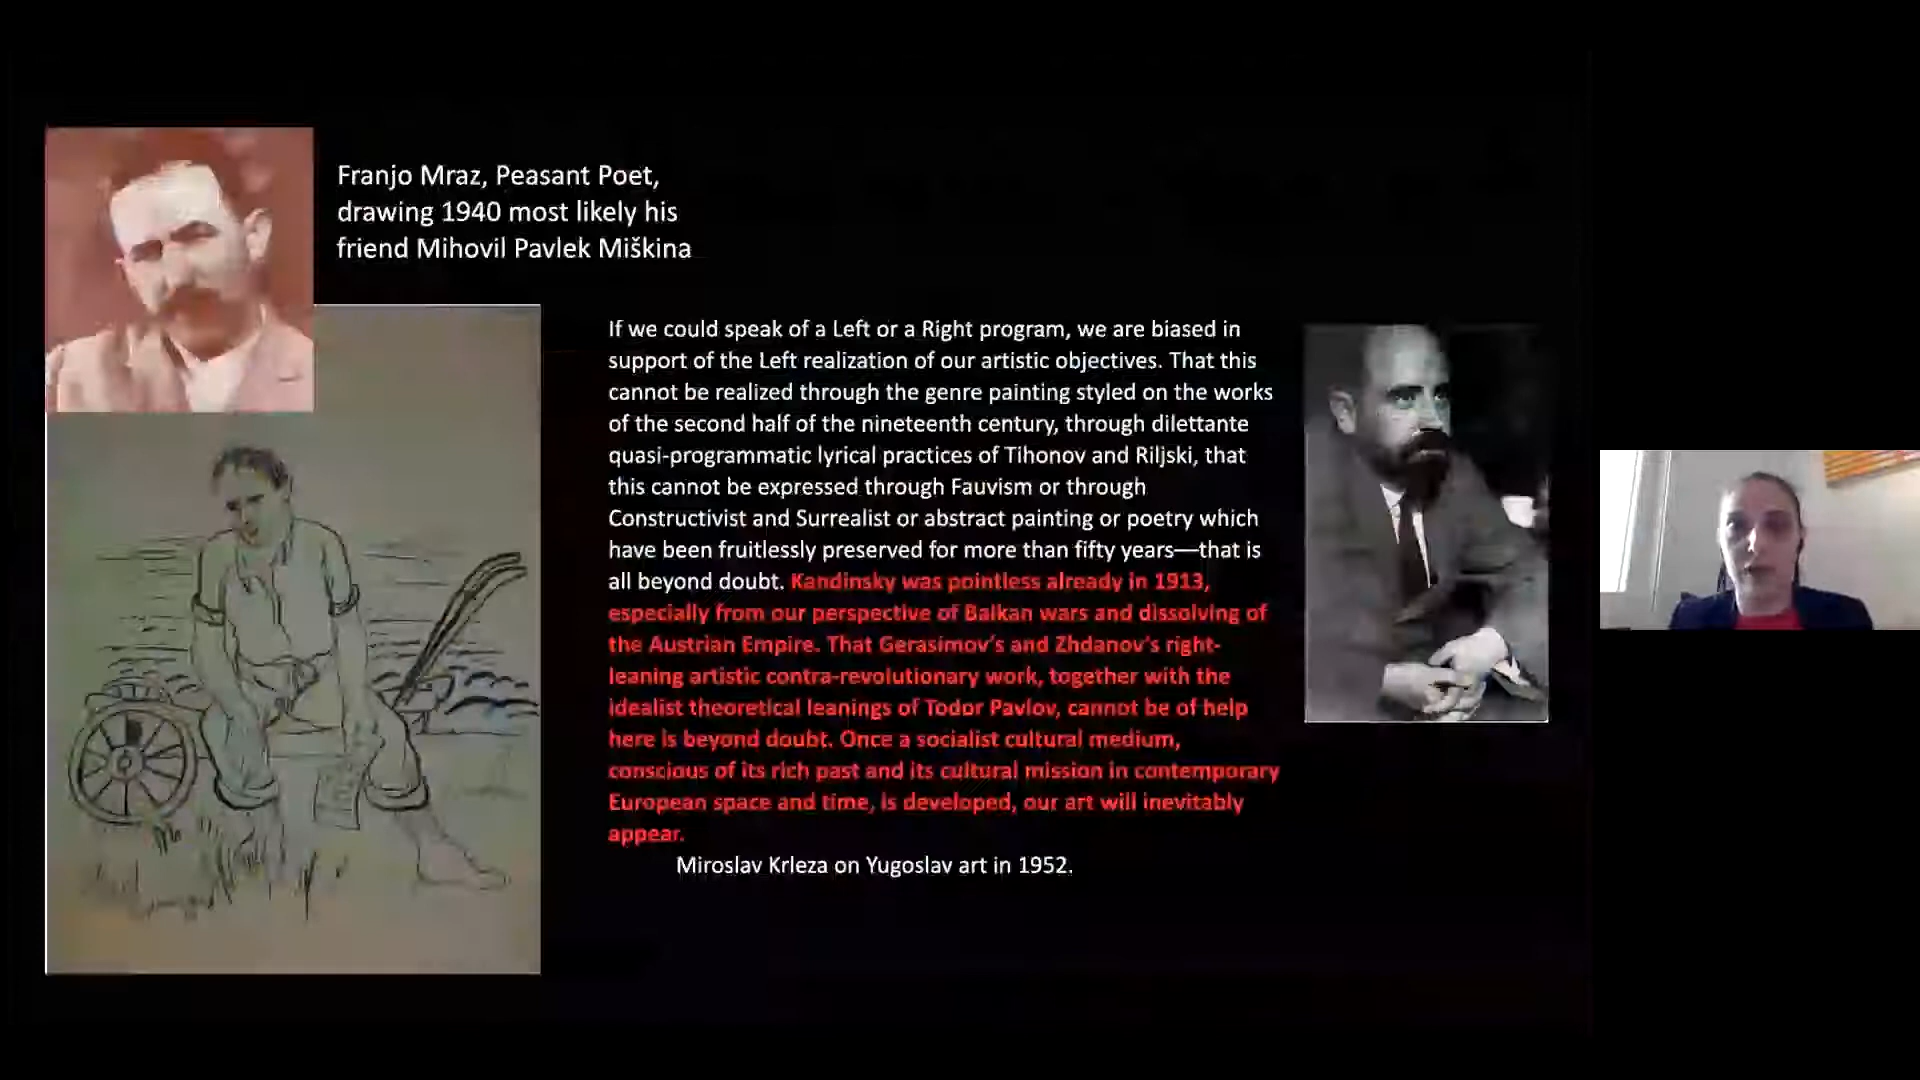 Franjo Mraz, Peasant Poet,
drawing 1940 most likely his
friend Mihovil Pavlek Miškina
If we could speak of a Left or a Right program, we are biased in
support of the Left realization of our artistic objectives. That this
cannot be realized through the genre painting styled on the works
of the second half of the nineteenth century, through dilettante
quasi-programmatic lyrical practices of Tihonov and Riljski, that
this cannot be expressed through Fauvism or through
Constructivist and Surrealist or abstract painting or poetry which
have been fruitlessly preserved for more than fifty years—that is
all beyond doubt. Kandinsky was pointless already in 1913,
especially from our perspective of Balkan wars and dissolving of
the Austrian Empire. That Gerasimov's and Zhdanov's right-
leaning artistic contra-revolutionary work, together with the
idealist theoretical leanings of Todor Pavlov, cannot be of help
here is beyond doubt. Once a socialist cultural medium,
conscious of its rich past and its cultural mission in contemporary
European space and time, is developed, our art will inevitably
appear.
Miroslav Krleza on Yugoslav art in 1952.